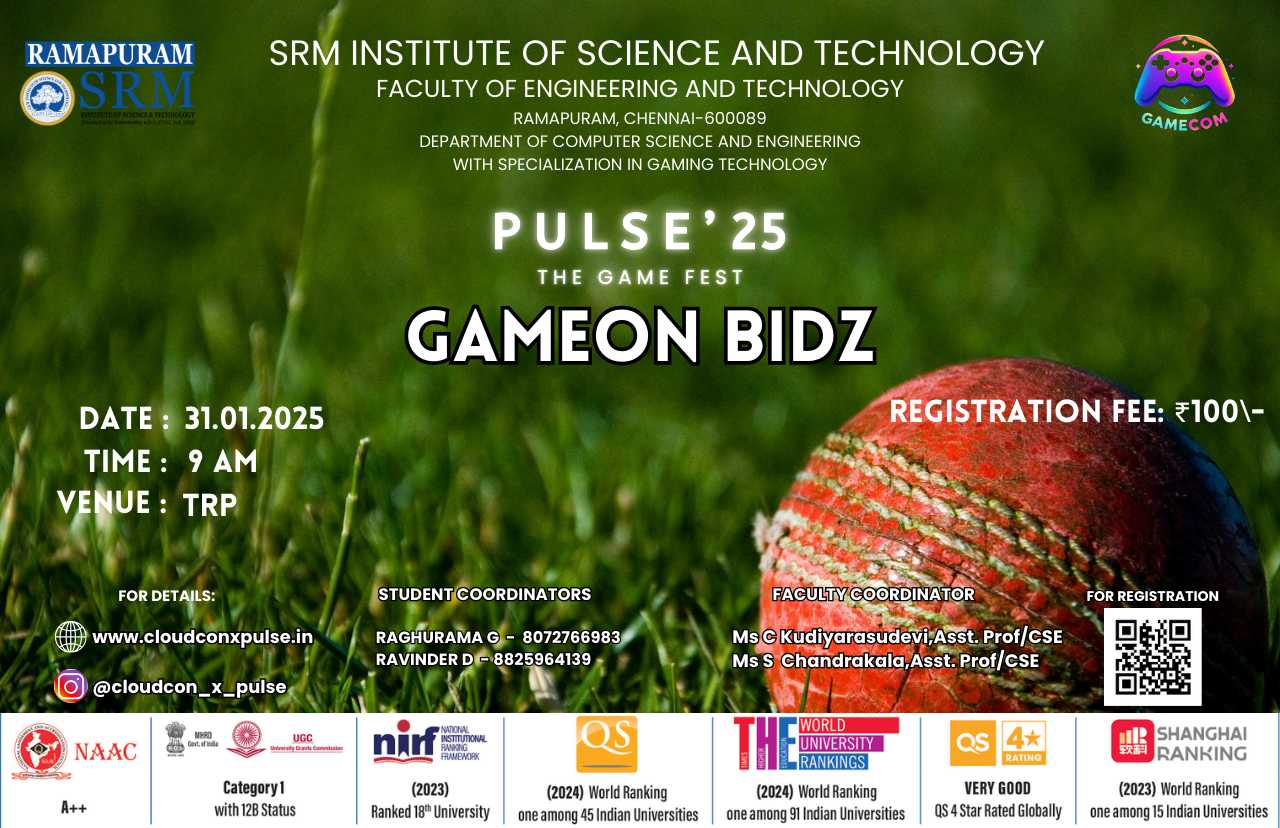 RAMAPURAM
SRM
INSTITUTE OF SCIENCE & TECHNOLOGY
SRM INSTITUTE OF SCIENCE AND TECHNOLOGY
FACULTY OF ENGINEERING AND TECHNOLOGY
RAMAPURAM, CHENNAI-600089
DEPARTMENT OF COMPUTER SCIENCE AND ENGINEERING
WITH SPECIALIZATION IN GAMING TECHNOLOGY
GAMECOM
PULSE'25
THE GAME FEST
GAMEON BIDZ
DATE : 31.01.2025
TIME : 9 AM
VENUE : TRP
REGISTRATION FEE: ₹100\-
FOR DETAILS:
www.cloudconxpulse.in
@cloudcon_x_pulse
STUDENT COORDINATORS
RAGHURAMA G - 8072766983
RAVINDER D - 8825964139
FACULTY COORDINATOR
Ms C Kudiyarasudevi,Asst. Prof/CSE
Ms S Chandrakala,Asst. Prof/CSE
FOR REGISTRATION
NAAC
A++
MHRD
Govt. of India
UGC
University Grants Commission
Category 1
with 12B Status
nirf
NATIONAL
INSTITUTIONAL
RANKING
FRAMEWORK
(2023)
Ranked 18th University
QS
(2024) World Ranking
one among 45 Indian Universities
THE
TIMES
HIGHER
EDUCATION
WORLD
UNIVERSITY
RANKINGS
(2024) World Ranking
one among 91 Indian Universities
QS
4★
RATING
VERY GOOD
QS 4 Star Rated Globally
软科
SHANGHAI
RANKING
(2023) World Ranking
one among 15 Indian Universities